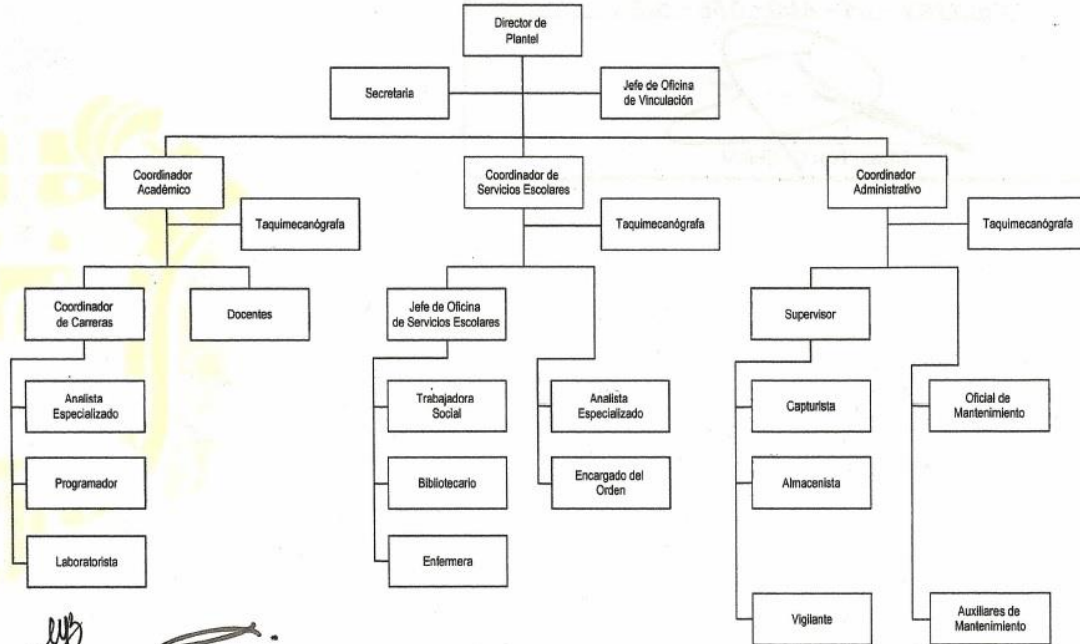 Director de
Plantel
Secretaria
Jefe de Oficina
de Vinculación
Coordinador
Académico
Coordinador de
Servicios Escolares
Coordinador
Administrativo
Taquimecanógrafa
Taquimecanógrafa
Taquimecanógrafa
Coordinador
de Carreras
Docentes
Jefe de Oficina
de Servicios Escolares
Supervisor
Analista
Especializado
Trabajadora
Social
Analista
Especializado
Capturista
Oficial de
Mantenimiento
Programador
Bibliotecario
Encargado del
Orden
Almacenista
Laboratorista
Enfermera
Vigilante
Auxiliares de
Mantenimiento